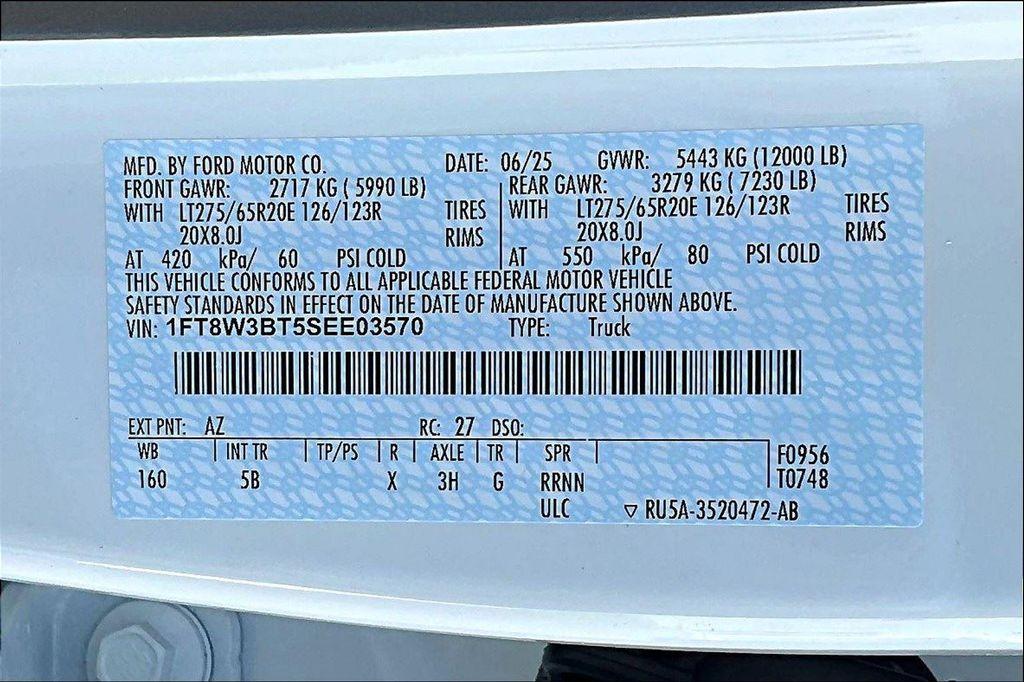 MFD. BY FORD MOTOR CO. DATE: 06/25 GVWR: 5443 KG (12000 LB)
FRONT GAWR: 2717 KG ( 5990 LB) REAR GAWR: 3279 KG ( 7230 LB)
WITH LT275/65R20E 126/123R TIRES WITH LT275/65R20E 126/123R TIRES
20X8.0J RIMS 20X8.0J RIMS
AT 420 kPa/ 60 PSI COLD AT 550 kPa/ 80 PSI COLD
THIS VEHICLE CONFORMS TO ALL APPLICABLE FEDERAL MOTOR VEHICLE
SAFETY STANDARDS IN EFFECT ON THE DATE OF MANUFACTURE SHOWN ABOVE.
VIN: 1FT8W3BT5SEE03570 TYPE: Truck
EXT PNT: AZ RC: 27 DSO:
WB INT TR TP/PS R AXLE TR SPR F0956
160 5B X 3H G RRNN T0748
ULC ▽ RU5A-3520472-AB